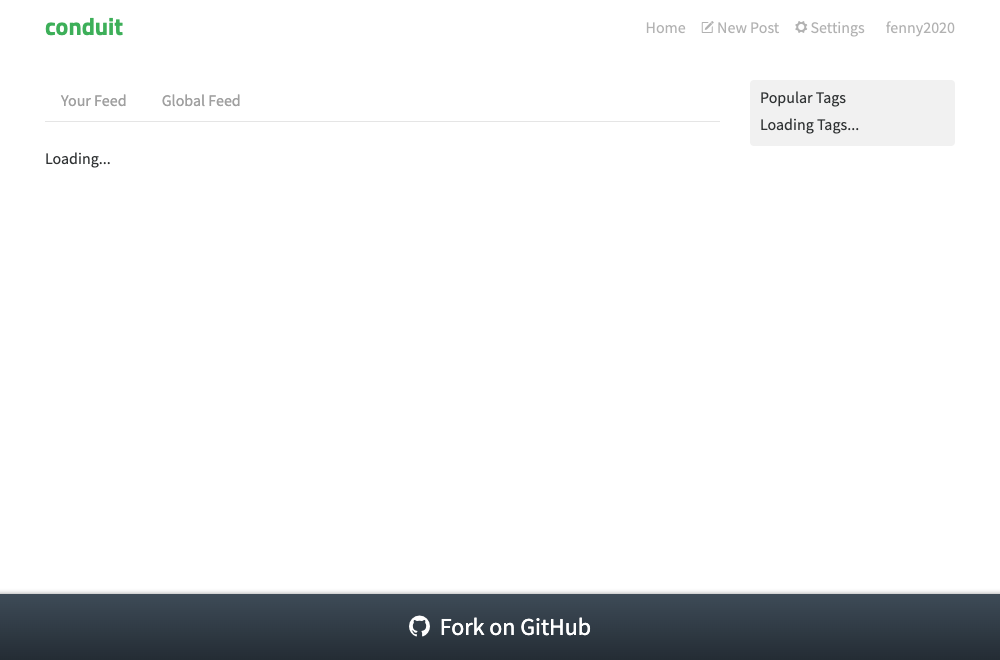 conduit
Home New Post Settings fenny2020
Your Feed Global Feed
Popular Tags
Loading Tags...
Loading...
Fork on GitHub